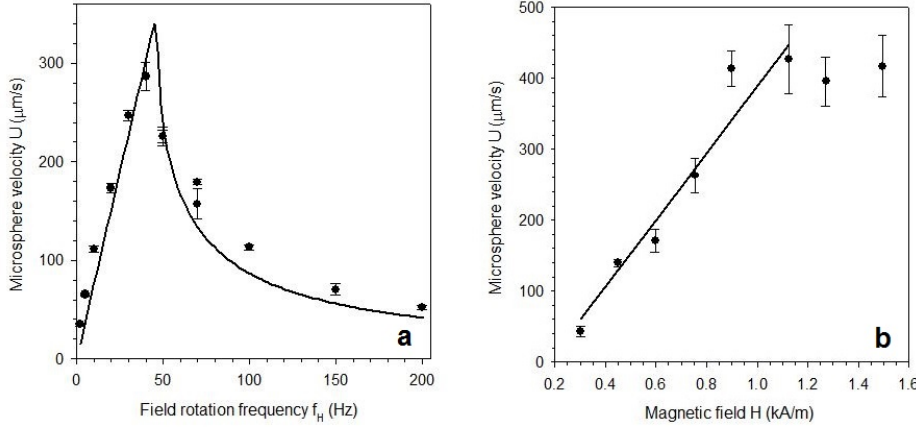 Microsphere velocity U (μm/s)
300
200
100
0
0 50 100 150 200
Field rotation frequency f_H (Hz)
a
Microsphere velocity U (μm/s)
500
400
300
200
100
0
0.2 0.4 0.6 0.8 1.0 1.2 1.4 1.6
Magnetic field H (kA/m)
b